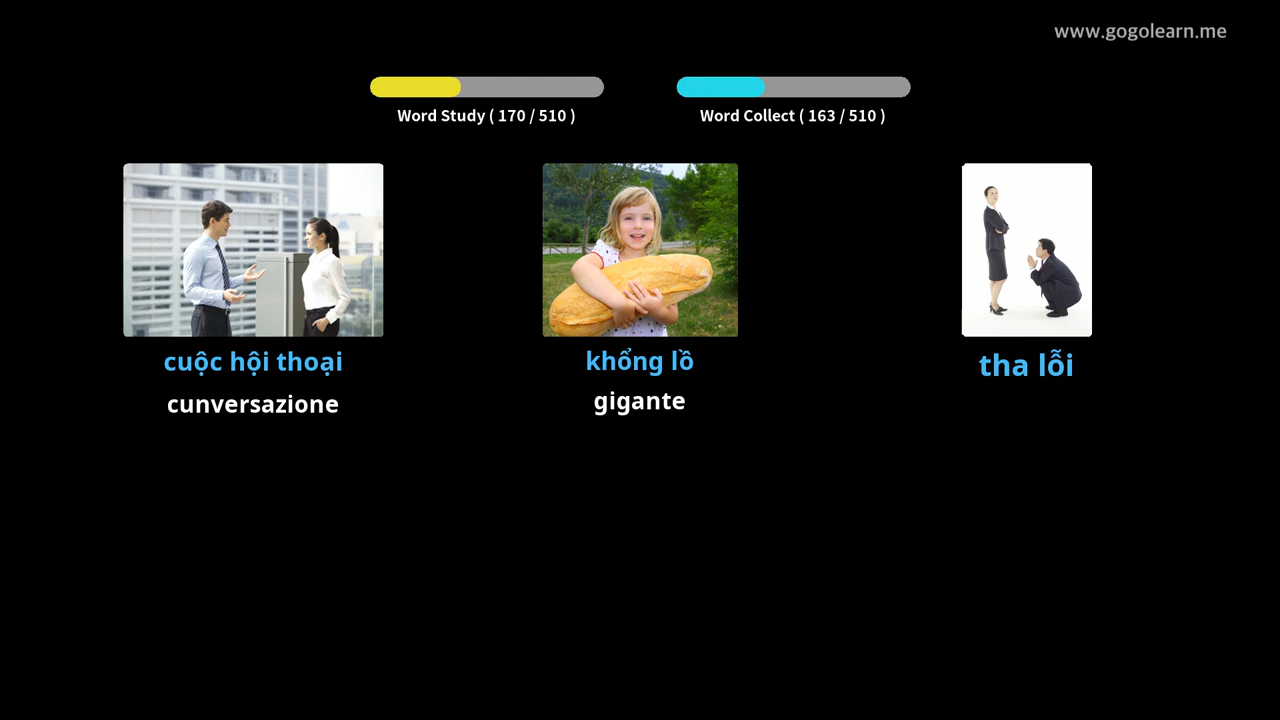 www.gogolearn.me
Word Study ( 170 / 510 )
Word Collect ( 163 / 510 )
cuộc hội thoại
cunversazione
khổng lồ
gigante
tha lỗi